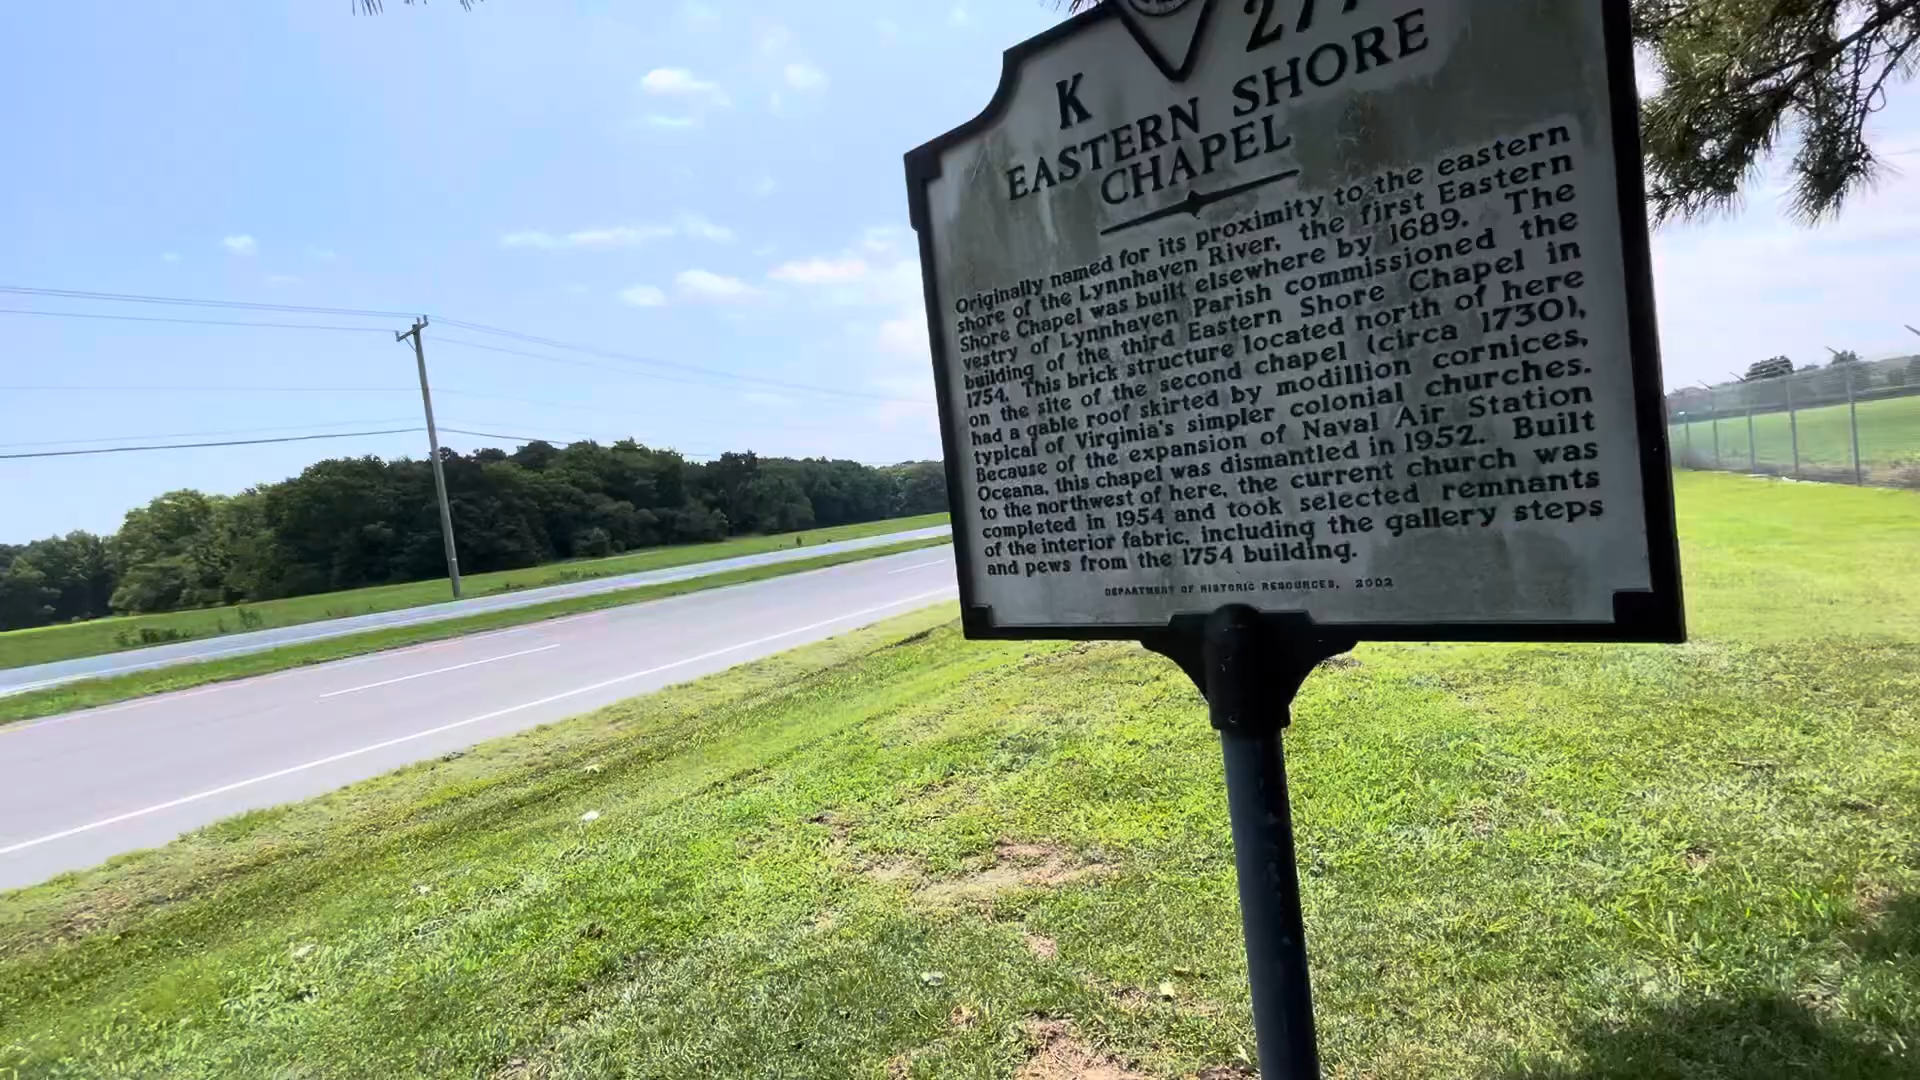 K 277
EASTERN SHORE
CHAPEL
Originally named for its proximity to the eastern
shore of the Lynnhaven River, the first Eastern
Shore Chapel was built elsewhere by 1689. The
vestry of Lynnhaven Parish commissioned the
building of the third Eastern Shore Chapel in
1754. This brick structure located north of here
on the site of the second chapel (circa 1730),
had a gable roof skirted by modillion cornices,
typical of Virginia's simpler colonial churches.
Because of the expansion of Naval Air Station
Oceana, this chapel was dismantled in 1952. Built
to the northwest of here, the current church was
completed in 1954 and took selected remnants
of the interior fabric, including the gallery steps
and pews from the 1754 building.
DEPARTMENT OF HISTORIC RESOURCES, 2002